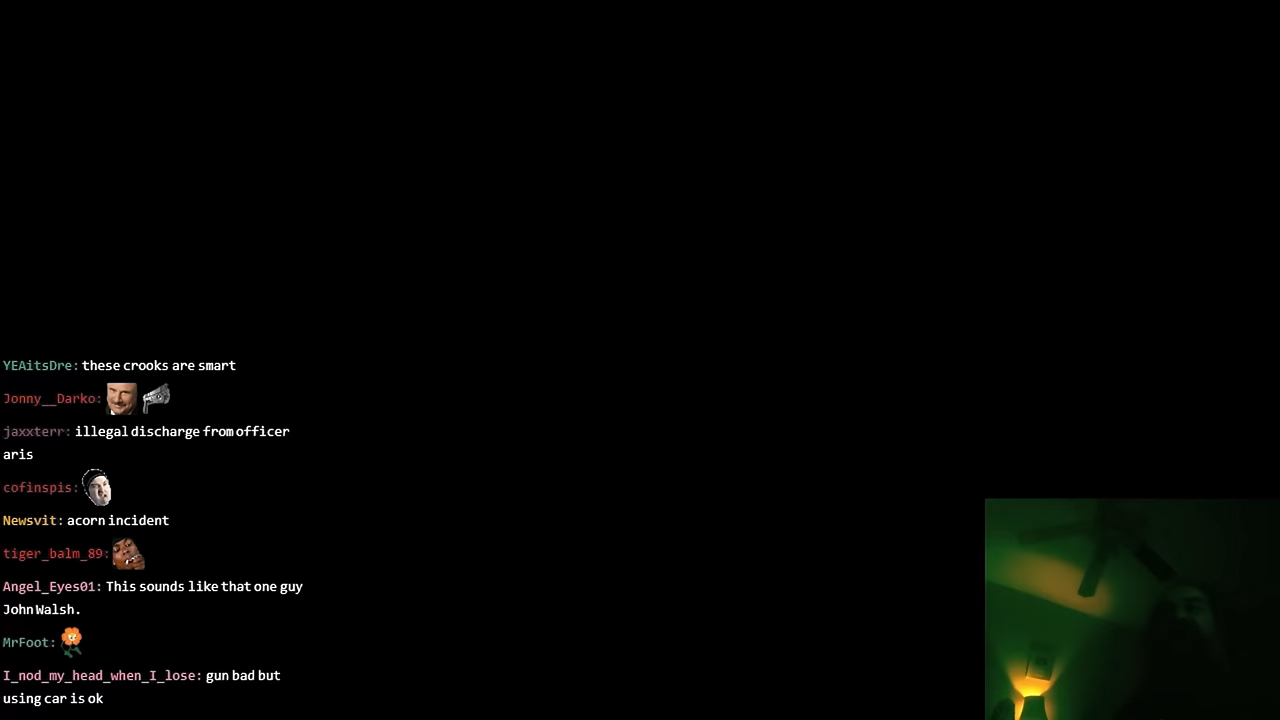 YEAitsDre: these crooks are smart
Jonny__Darko:
jaxxterr: illegal discharge from officer
aris
cofinspis:
Newsvit: acorn incident
tiger_balm_89:
Angel_Eyes01: This sounds like that one guy
John Walsh.
MrFoot:
I_nod_my_head_when_I_lose: gun bad but
using car is ok